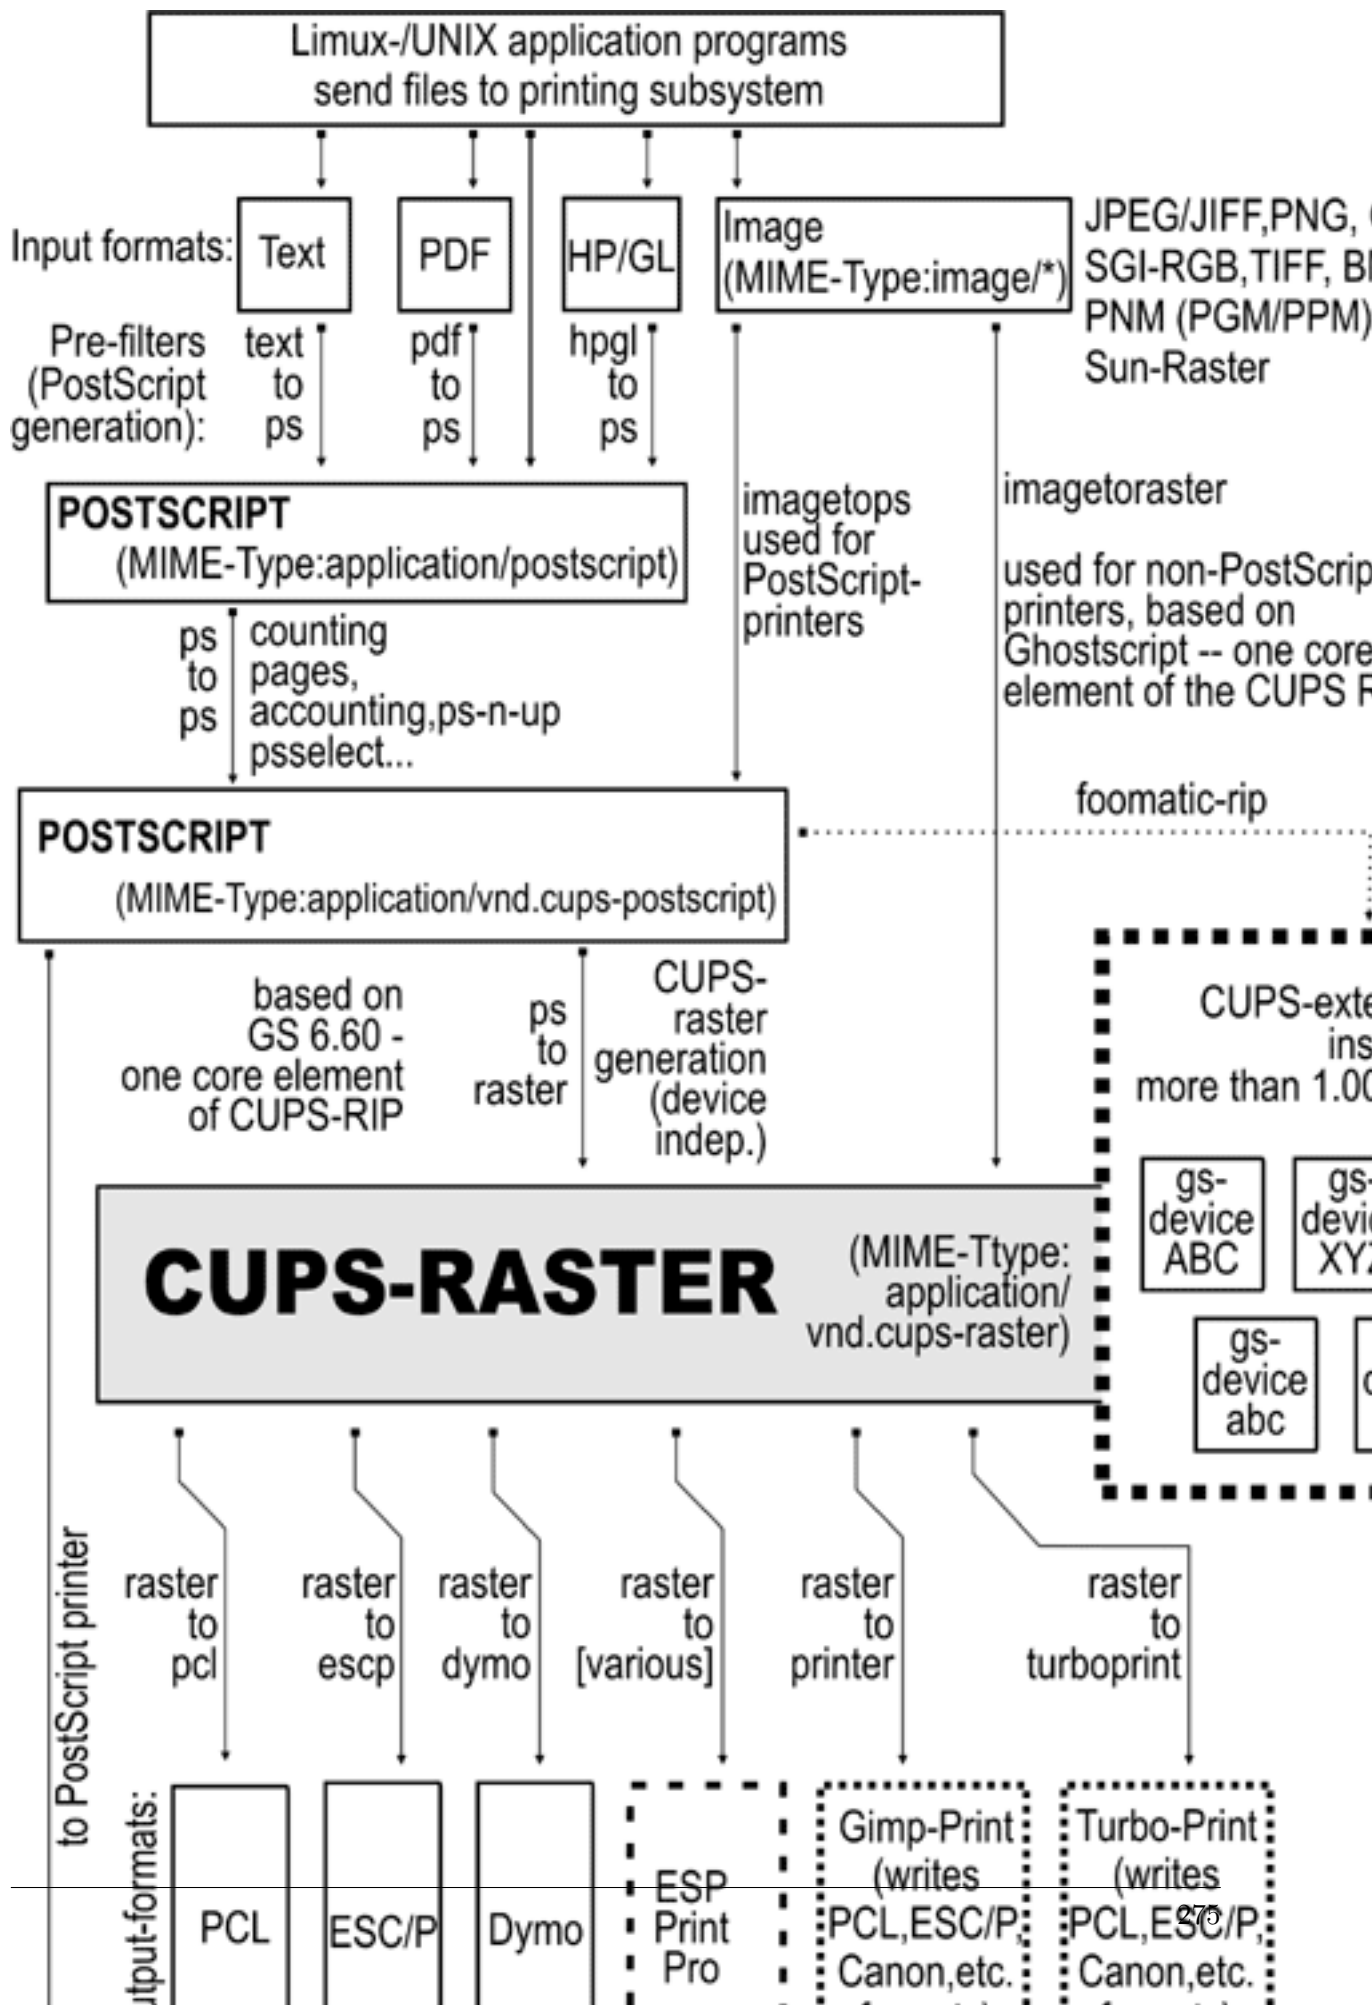 Limux-/UNIX application programs
send files to printing subsystem
Input formats:
Text
PDF
HP/GL
Image
(MIME-Type:image/*)
JPEG/JIFF,PNG,
SGI-RGB,TIFF,
PNM (PGM/PPM)
Sun-Raster
Pre-filters
(PostScript
generation):
text
to
ps
pdf
to
ps
hpgl
to
ps
POSTSCRIPT
(MIME-Type:application/postscript)
imagetops
used for
PostScript-
printers
imagetoraster
used for non-PostScrip
printers, based on
Ghostscript -- one core
element of the CUPS R
ps
to
ps
counting
pages,
accounting,ps-n-up
psselect...
foomatic-rip
POSTSCRIPT
(MIME-Type:application/vnd.cups-postscript)
based on
GS 6.60 -
one core element
of CUPS-RIP
ps
to
raster
CUPS-
raster
generation
(device
indep.)
CUPS-exte
ins
more than 1.00
gs-
device
ABC
gs-
devic
XYZ
gs-
device
abc
CUPS-RASTER
(MIME-Ttype:
application/
vnd.cups-raster)
to PostScript printer
raster
to
pcl
raster
to
escp
raster
to
dymo
raster
to
[various]
raster
to
printer
raster
to
turboprint
utput-formats:
PCL
ESC/P
Dymo
ESP
Print
Pro
Gimp-Print
(writes
PCL,ESC/P,
Canon,etc.
Turbo-Print
(writes
PCL,ESC/P,
Canon,etc.
275